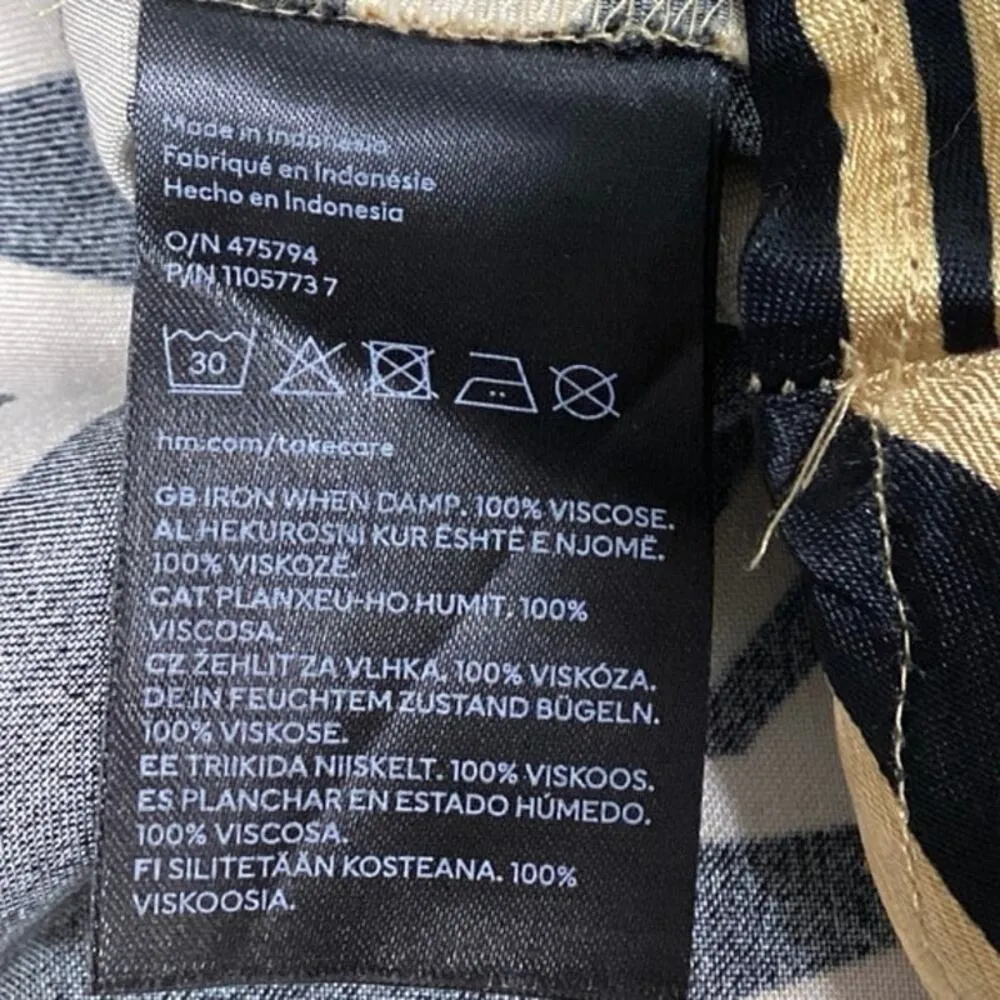 Made in Indonesia
Fabriqué en Indonésie
Hecho en Indonesia
O/N 475794
P/N 1105773 7
30
hm.com/takecare
GB IRON WHEN DAMP. 100% VISCOSE.
AL HEKUROSNI KUR ËSHTË E NJOMË.
100% VISKOZË.
CAT PLANXEU-HO HUMIT. 100%
VISCOSA.
CZ ŽEHLIT ZA VLHKA. 100% VISKÓZA.
DE IN FEUCHTEM ZUSTAND BÜGELN.
100% VISKOSE.
EE TRIIKIDA NIISKELT. 100% VISKOOS.
ES PLANCHAR EN ESTADO HÚMEDO.
100% VISCOSA.
FI SILITETÄÄN KOSTEANA. 100%
VISKOOSIA.